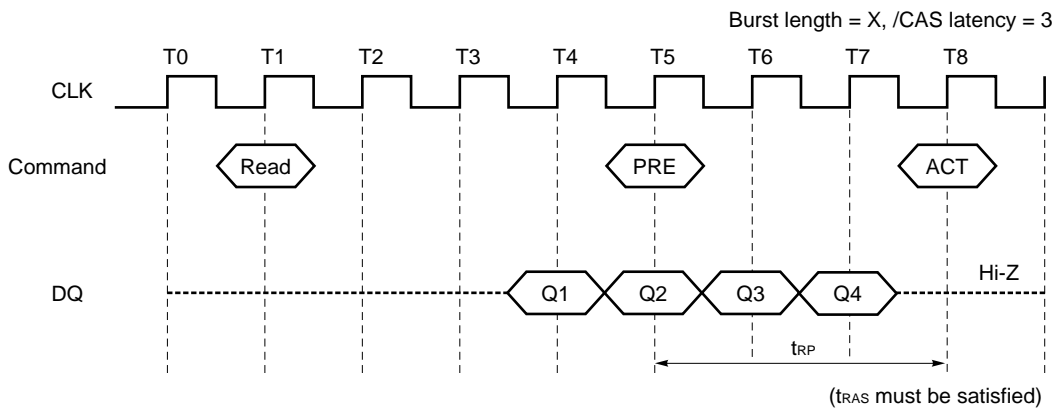 Burst length = X, /CAS latency = 3
T0 T1 T2 T3 T4 T5 T6 T7 T8
CLK
Command Read PRE ACT
Hi-Z
DQ Q1 Q2 Q3 Q4
tRP
(tRAS must be satisfied)